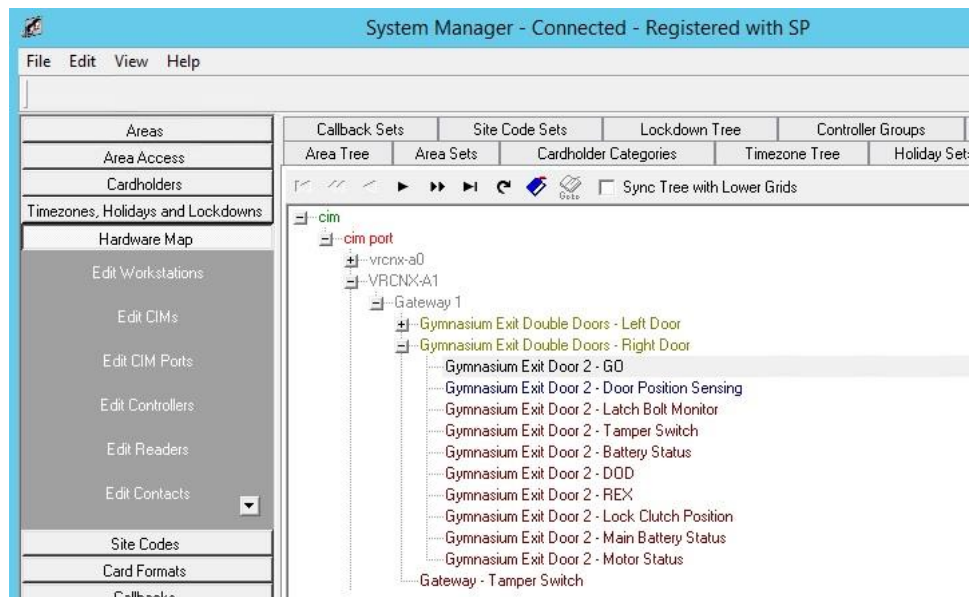 System Manager - Connected - Registered with SP
File Edit View Help
Areas
Area Access
Cardholders
Timezones, Holidays and Lockdowns
Hardware Map
Edit Workstations
Edit CIMs
Edit CIM Ports
Edit Controllers
Edit Readers
Edit Contacts
Site Codes
Card Formats
Callbacks
Callback Sets Site Code Sets Lockdown Tree Controller Groups
Area Tree Area Sets Cardholder Categories Timezone Tree Holiday Sets
Goto Sync Tree with Lower Grids
cim
cim port
vrcnx-a0
VRCNX-A1
Gateway 1
Gymnasium Exit Double Doors - Left Door
Gymnasium Exit Double Doors - Right Door
Gymnasium Exit Door 2 - GO
Gymnasium Exit Door 2 - Door Position Sensing
Gymnasium Exit Door 2 - Latch Bolt Monitor
Gymnasium Exit Door 2 - Tamper Switch
Gymnasium Exit Door 2 - Battery Status
Gymnasium Exit Door 2 - DOD
Gymnasium Exit Door 2 - REX
Gymnasium Exit Door 2 - Lock Clutch Position
Gymnasium Exit Door 2 - Main Battery Status
Gymnasium Exit Door 2 - Motor Status
Gateway - Tamper Switch